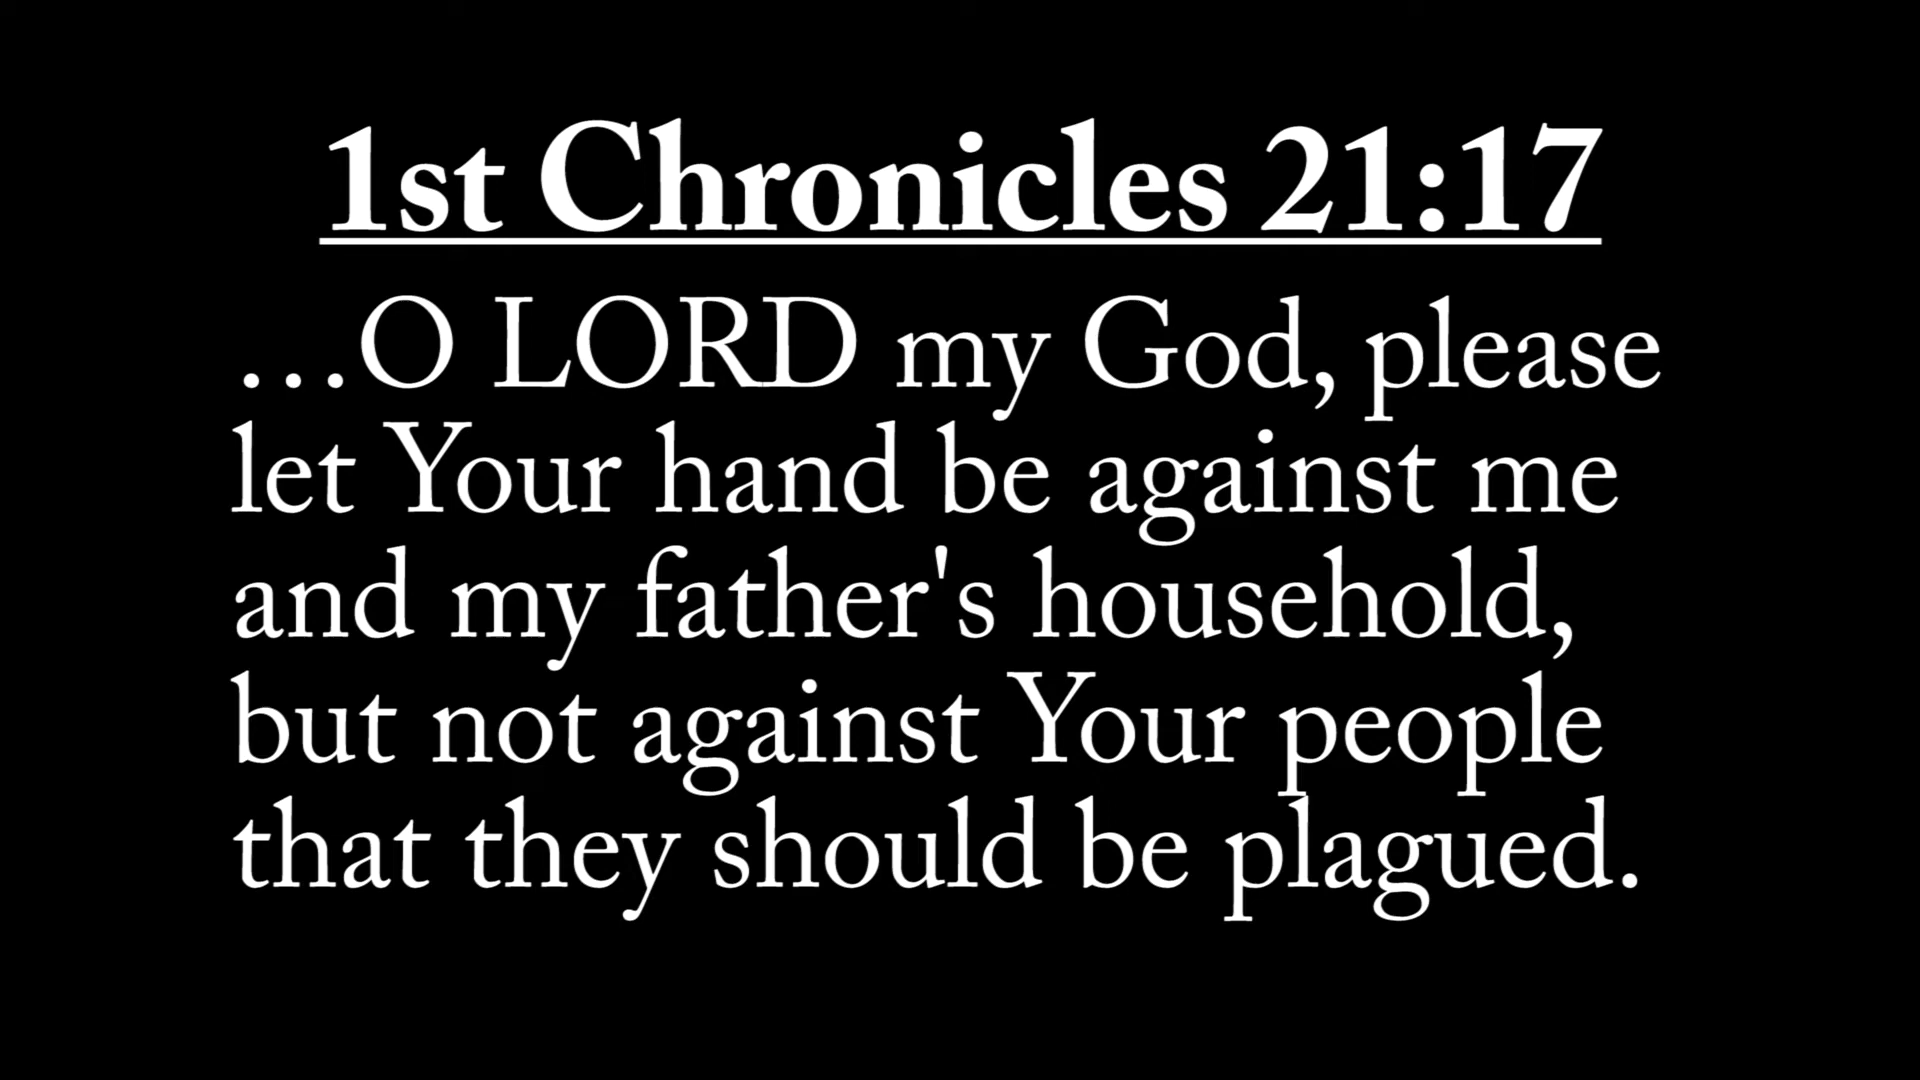 1st Chronicles 21:17
…O LORD my God, please
let Your hand be against me
and my father's household,
but not against Your people
that they should be plagued.